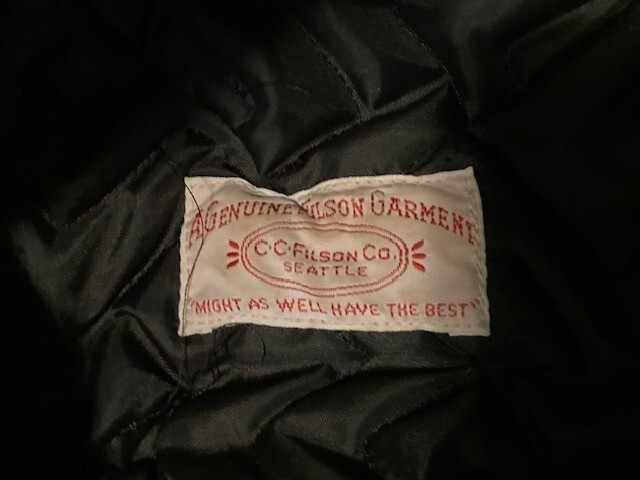 A GENUINE FILSON GARMENT
C·C·FILSON CO.
SEATTLE
"MIGHT AS WELL HAVE THE BEST"